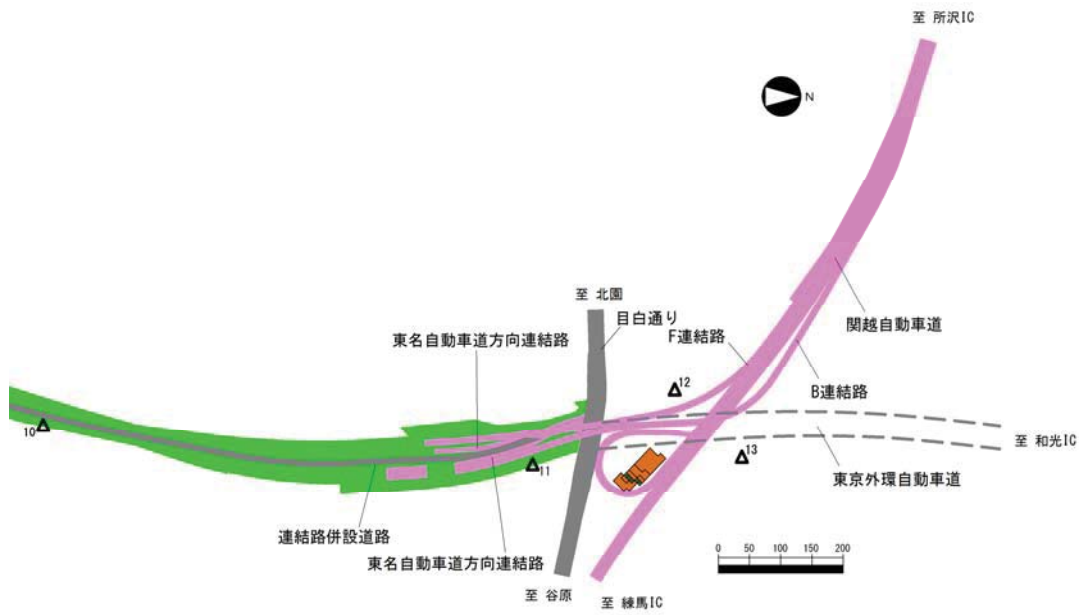 至 所沢IC
N
至 北園
目白通り
関越自動車道
東名自動車道方向連結路
F連結路
12
B連結路
10
11
13
至 和光IC
東京外環自動車道
連結路併設道路
東名自動車道方向連結路
0 50 100 150 200
至 谷原
至 練馬IC